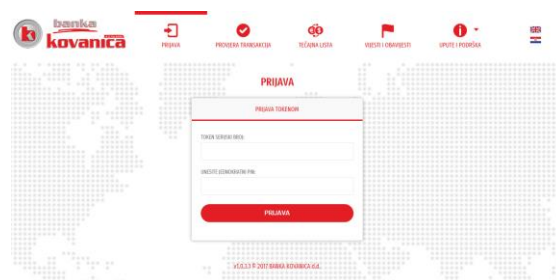 banka
kovanica
PRIJAVA
PROVJERA TRANSAKCIJA
TEČAJNA LISTA
VIJESTI I OBAVIJESTI
UPUTE I PODRŠKA
PRIJAVA
PRIJAVA TOKENOM
TOKEN SERIJSKI BROJ:
UNESITE JEDNOKRATNI PIN:
PRIJAVA
v1.0.3.3 © 2017 BANKA KOVANICA d.d.